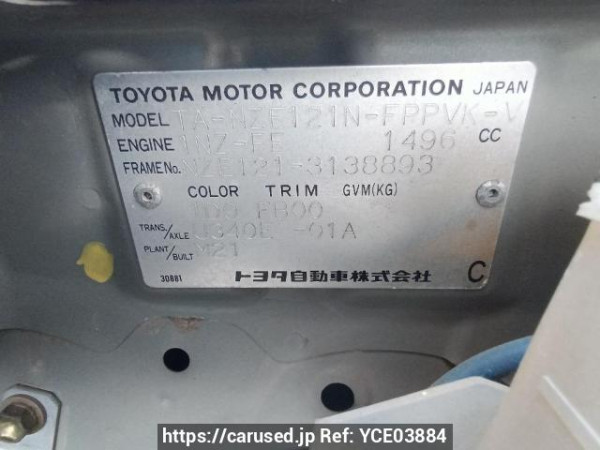 TOYOTA MOTOR CORPORATION JAPAN
MODEL TA-NZE121N-FPPVK-V
ENGINE 1NZ-FE 1496 CC
FRAME No. NZE121-3138893
COLOR TRIM GVM(KG)
FB00
TRANS./AXLE U340E -01A
PLANT/BUILT M21
30881 トヨタ自動車株式会社 C
https://carused.jp Ref: YCE03884